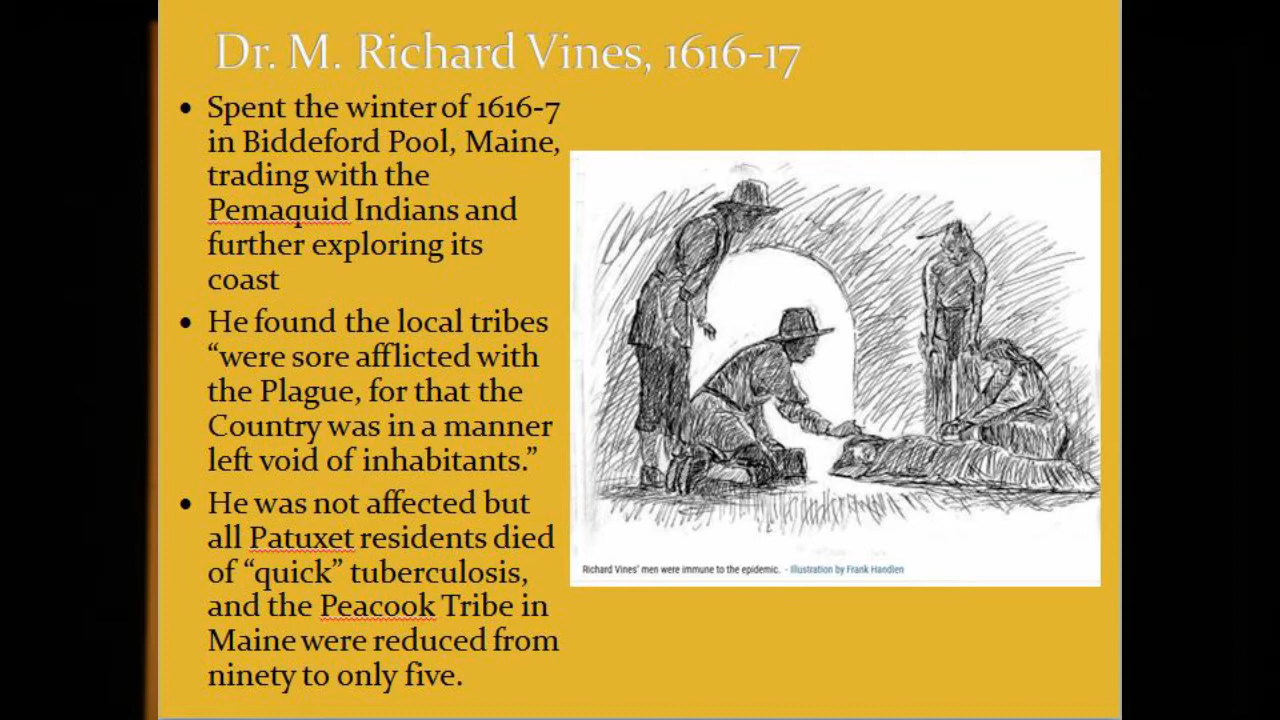 Dr. M. Richard Vines, 1616-17
• Spent the winter of 1616-7
in Biddeford Pool, Maine,
trading with the
Pemaquid Indians and
further exploring its
coast
• He found the local tribes
“were sore afflicted with
the Plague, for that the
Country was in a manner
left void of inhabitants.”
• He was not affected but
all Patuxet residents died
of “quick” tuberculosis,
and the Peacook Tribe in
Maine were reduced from
ninety to only five.
Richard Vines' men were immune to the epidemic. - Illustration by Frank Handlen